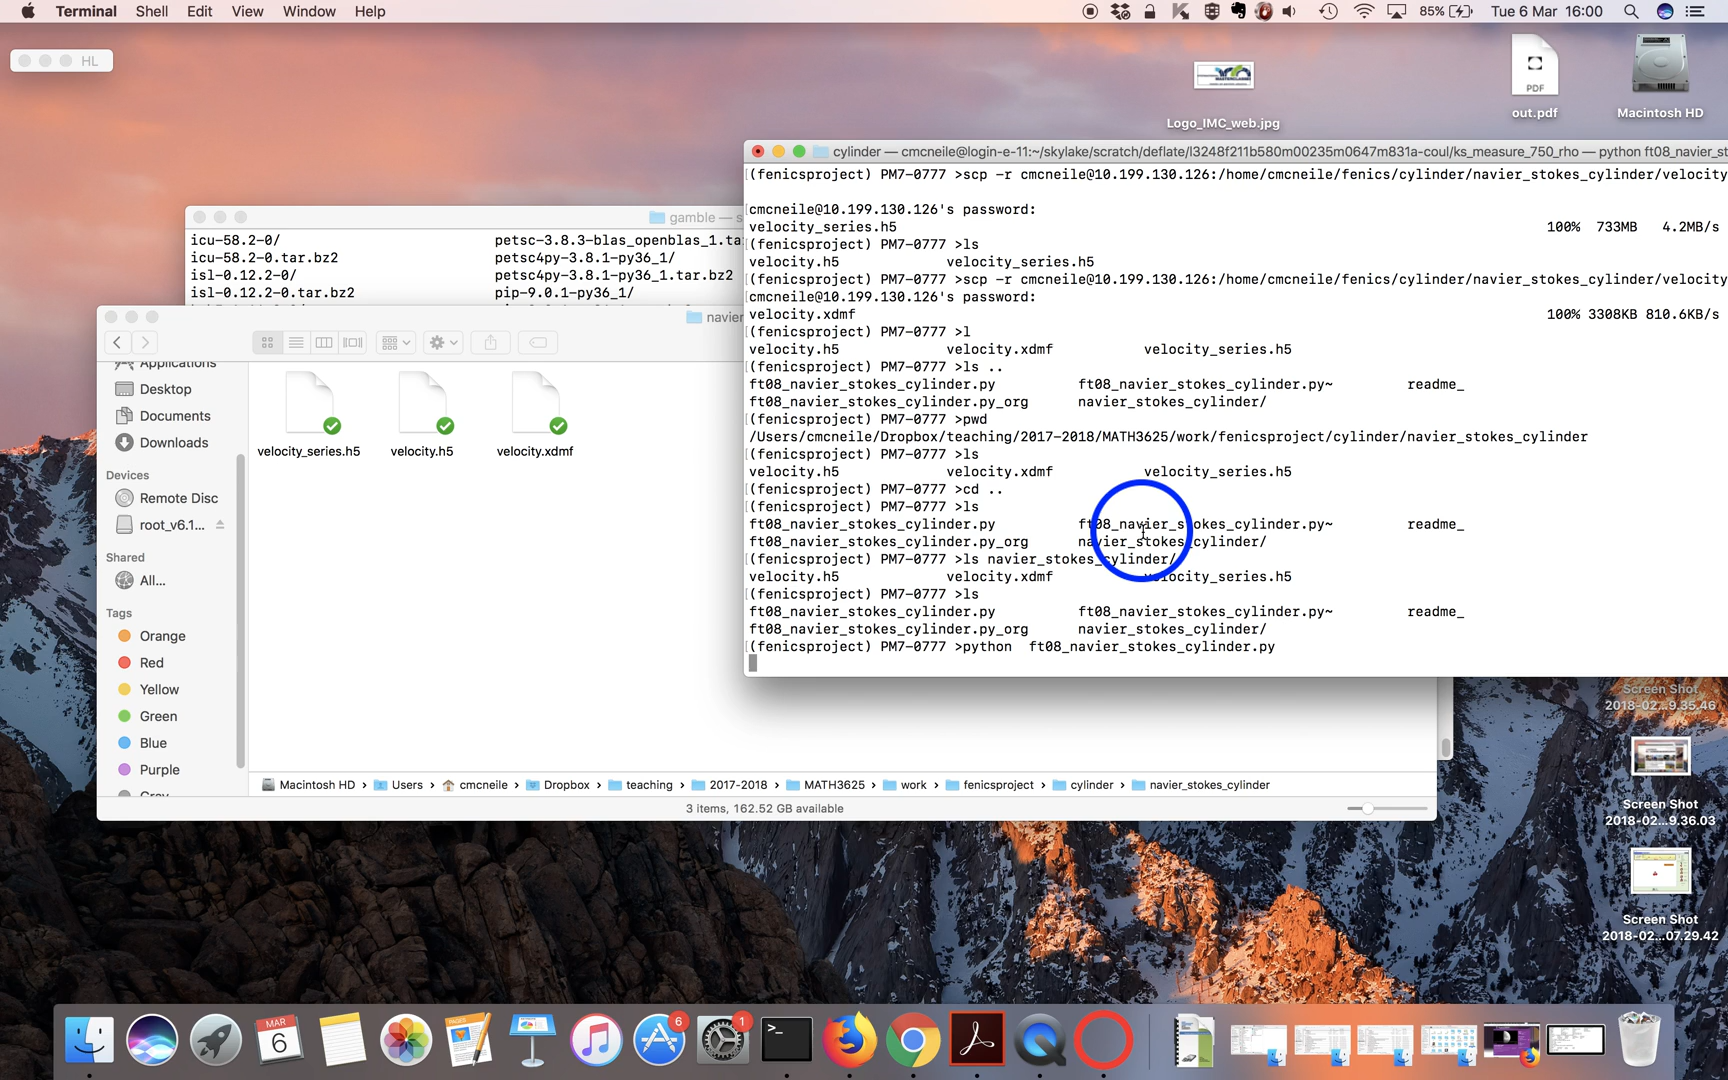 Terminal Shell Edit View Window Help 85% Tue 6 Mar 16:00
HL
Logo_IMC_web.jpg
PDF
out.pdf
Macintosh HD
gamble — s
icu-58.2-0/ petsc-3.8.3-blas_openblas_1.ta
icu-58.2-0.tar.bz2 petsc4py-3.8.1-py36_1/
isl-0.12.2-0/ petsc4py-3.8.1-py36_1.tar.bz2
isl-0.12.2-0.tar.bz2 pip-9.0.1-py36_1/
cylinder — cmcneile@login-e-11:~/skylake/scratch/deflate/l3248f211b580m00235m0647m831a-coul/ks_measure_750_rho — python ft08_navier_st
(fenicsproject) PM7-0777 >scp -r cmcneile@10.199.130.126:/home/cmcneile/fenics/cylinder/navier_stokes_cylinder/velocity
cmcneile@10.199.130.126's password:
velocity_series.h5 100% 733MB 4.2MB/s
(fenicsproject) PM7-0777 >ls
velocity.h5 velocity_series.h5
(fenicsproject) PM7-0777 >scp -r cmcneile@10.199.130.126:/home/cmcneile/fenics/cylinder/navier_stokes_cylinder/velocity
cmcneile@10.199.130.126's password:
velocity.xdmf 100% 3308KB 810.6KB/s
(fenicsproject) PM7-0777 >l
velocity.h5 velocity.xdmf velocity_series.h5
(fenicsproject) PM7-0777 >ls ..
ft08_navier_stokes_cylinder.py ft08_navier_stokes_cylinder.py~ readme_
ft08_navier_stokes_cylinder.py_org navier_stokes_cylinder/
(fenicsproject) PM7-0777 >pwd
/Users/cmcneile/Dropbox/teaching/2017-2018/MATH3625/work/fenicsproject/cylinder/navier_stokes_cylinder
(fenicsproject) PM7-0777 >ls
velocity.h5 velocity.xdmf velocity_series.h5
(fenicsproject) PM7-0777 >cd ..
(fenicsproject) PM7-0777 >ls
ft08_navier_stokes_cylinder.py ft08_navier_stokes_cylinder.py~ readme_
ft08_navier_stokes_cylinder.py_org navier_stokes_cylinder/
(fenicsproject) PM7-0777 >ls navier_stokes_cylinder/
velocity.h5 velocity.xdmf velocity_series.h5
(fenicsproject) PM7-0777 >ls
ft08_navier_stokes_cylinder.py ft08_navier_stokes_cylinder.py~ readme_
ft08_navier_stokes_cylinder.py_org navier_stokes_cylinder/
(fenicsproject) PM7-0777 >python ft08_navier_stokes_cylinder.py
navier
Applications
Desktop
Documents
Downloads
Devices
Remote Disc
root_v6.1...
Shared
All...
Tags
Orange
Red
Yellow
Green
Blue
Purple
Gray
velocity_series.h5
velocity.h5
velocity.xdmf
Macintosh HD › Users › cmcneile › Dropbox › teaching › 2017-2018 › MATH3625 › work › fenicsproject › cylinder › navier_stokes_cylinder
3 items, 162.52 GB available
Screen Shot
2018-02...9.35.46
Screen Shot
2018-02...9.36.03
Screen Shot
2018-02...07.29.42
MAR
6
6
1
>_